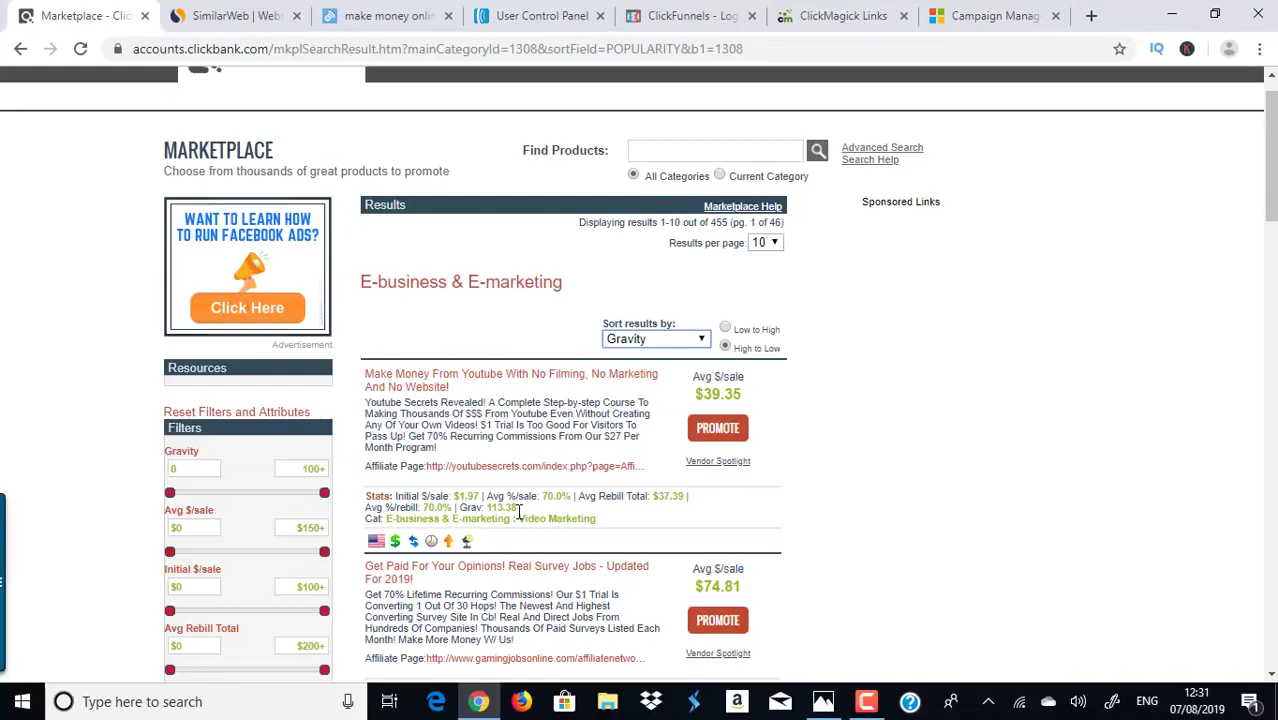 Marketplace - Cli
SimilarWeb | Webs
make money onlin
User Control Panel
ClickFunnels - Log
ClickMagick Links
Campaign Manag
accounts.clickbank.com/mkplSearchResult.htm?mainCategoryId=1308&sortField=POPULARITY&b1=1308
IQ
K
MARKETPLACE
Choose from thousands of great products to promote
Find Products:
Advanced Search
Search Help
All Categories
Current Category
WANT TO LEARN HOW
TO RUN FACEBOOK ADS?
Click Here
Advertisement
Results
Marketplace Help
Displaying results 1-10 out of 455 (pg. 1 of 46)
Results per page: 10
Sponsored Links
E-business & E-marketing
Sort results by:
Gravity
Low to High
High to Low
Resources
Reset Filters and Attributes
Filters
Gravity
0
100+
Avg $/sale
$0
$150+
Initial $/sale
$0
$100+
Avg Rebill Total
$0
$200+
Make Money From Youtube With No Filming, No Marketing
And No Website!
Youtube Secrets Revealed! A Complete Step-by-step Course To
Making Thousands Of $$$ From Youtube Even Without Creating
Any Of Your Own Videos! $1 Trial Is Too Good For Visitors To
Pass Up! Get 70% Recurring Commissions From Our $27 Per
Month Program!
Affiliate Page:http://youtubesecrets.com/index.php?page=Affi...
Avg $/sale
$39.35
PROMOTE
Vendor Spotlight
Stats: Initial $/sale: $1.97 | Avg %/sale: 70.0% | Avg Rebill Total: $37.39 |
Avg %/rebill: 70.0% | Grav: 113.38
Cat: E-business & E-marketing : Video Marketing
Get Paid For Your Opinions! Real Survey Jobs - Updated
For 2019!
Get 70% Lifetime Recurring Commissions! Our $1 Trial Is
Converting 1 Out Of 30 Hops! The Newest And Highest
Converting Survey Site In Cb! Real And Direct Jobs From
Hundreds Of Companies! Thousands Of Paid Surveys Listed Each
Month! Make More Money W/ Us!
Affiliate Page:http://www.gamingjobsonline.com/affiliatenetwo...
Avg $/sale
$74.81
PROMOTE
Vendor Spotlight
Type here to search
ENG
12:31
07/08/2019